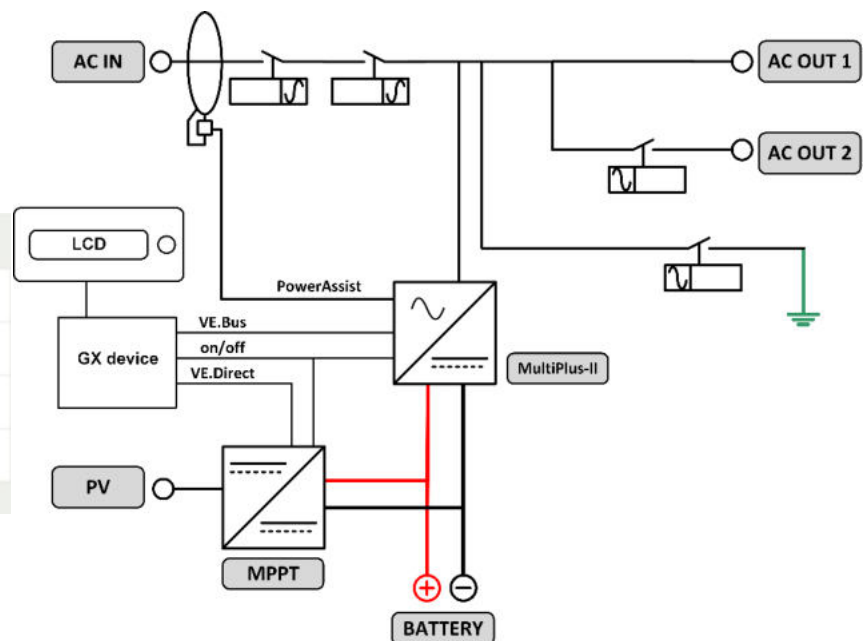 AC IN
AC OUT 1
AC OUT 2
LCD
PowerAssist
VE.Bus
GX device
on/off
VE.Direct
MultiPlus-II
PV
MPPT
BATTERY